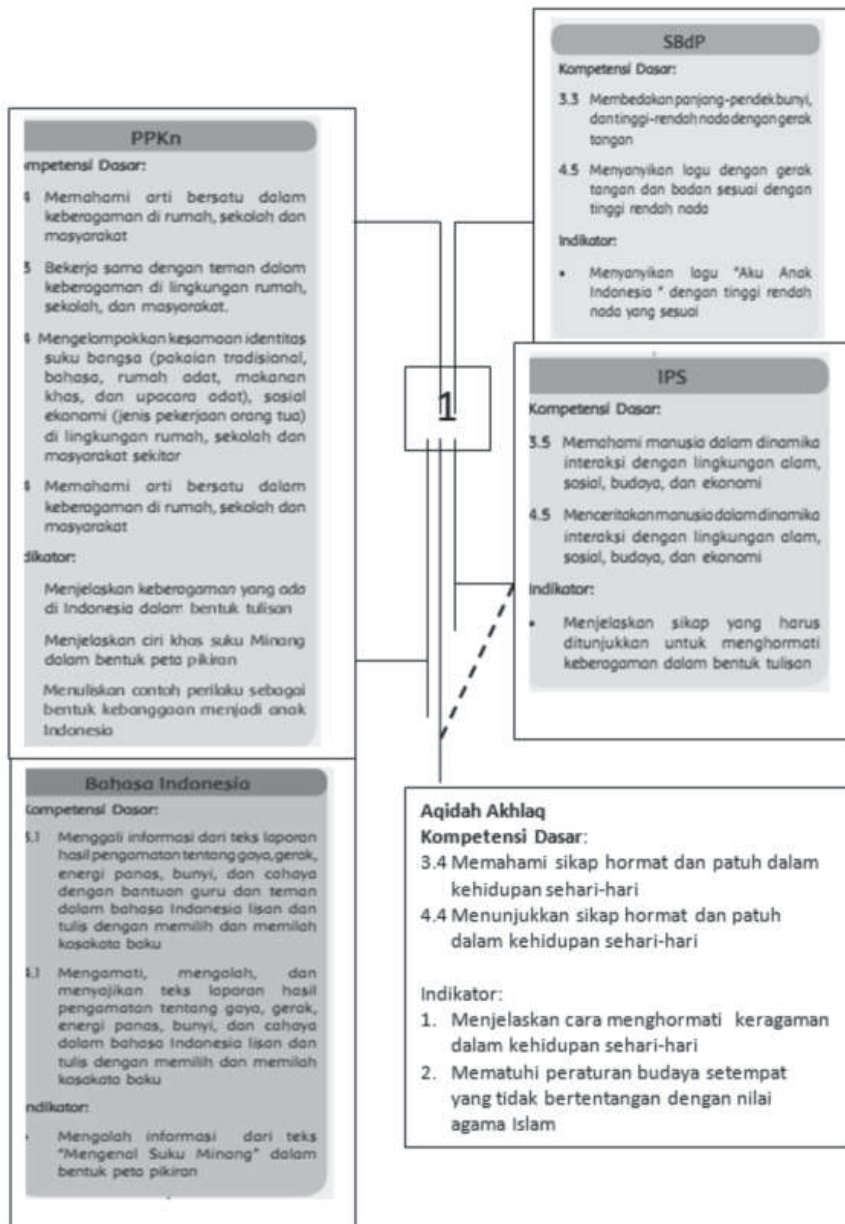 SBdP
Kompetensi Dasar:
3.3 Membedakan panjang-pendek bunyi,
dan tinggi-rendah nada dengan gerak
tangan
4.5 Menyanyikan lagu dengan gerak
tangan dan badan sesuai dengan
tinggi rendah nada
Indikator:
• Menyanyikan lagu "Aku Anak
Indonesia " dengan tinggi rendah
nada yang sesuai
PPKn
ompetensi Dasar:
4 Memahami arti bersatu dalam
keberagaman di rumah, sekolah dan
masyarakat
5 Bekerja sama dengan teman dalam
keberagaman di lingkungan rumah,
sekolah, dan masyarakat.
4 Mengelompokkan kesamaan identitas
suku bangsa (pakaian tradisional,
bahasa, rumah adat, makanan
khas, dan upacara adat), sosial
ekonomi (jenis pekerjaan orang tua)
di lingkungan rumah, sekolah dan
masyarakat sekitar
4 Memahami arti bersatu dalam
keberagaman di rumah, sekolah dan
masyarakat
dikator:
Menjelaskan keberagaman yang ada
di Indonesia dalam bentuk tulisan
Menjelaskan ciri khas suku Minang
dalam bentuk peta pikiran
Menuliskan contoh perilaku sebagai
bentuk kebanggaan menjadi anak
Indonesia
1
IPS
Kompetensi Dasar:
3.5 Memahami manusia dalam dinamika
interaksi dengan lingkungan alam,
sosial, budaya, dan ekonomi
4.5 Menceritakan manusia dalam dinamika
interaksi dengan lingkungan alam,
sosial, budaya, dan ekonomi
Indikator:
• Menjelaskan sikap yang harus
ditunjukkan untuk menghormati
keberagaman dalam bentuk tulisan
Bahasa Indonesia
Kompetensi Dasar:
3.1 Menggali informasi dari teks laporan
hasil pengamatan tentang gaya, gerak,
energi panas, bunyi, dan cahaya
dengan bantuan guru dan teman
dalam bahasa Indonesia lisan dan
tulis dengan memilih dan memilah
kosakata baku
4.1 Mengamati, mengolah, dan
menyajikan teks laporan hasil
pengamatan tentang gaya, gerak,
energi panas, bunyi, dan cahaya
dalam bahasa Indonesia lisan dan
tulis dengan memilih dan memilah
kosakata baku
ndikator:
Mengolah informasi dari teks
"Mengenal Suku Minang" dalam
bentuk peta pikiran
Aqidah Akhlaq
Kompetensi Dasar:
3.4 Memahami sikap hormat dan patuh dalam
kehidupan sehari-hari
4.4 Menunjukkan sikap hormat dan patuh
dalam kehidupan sehari-hari
Indikator:
1. Menjelaskan cara menghormati keragaman
dalam kehidupan sehari-hari
2. Mematuhi peraturan budaya setempat
yang tidak bertentangan dengan nilai
agama Islam